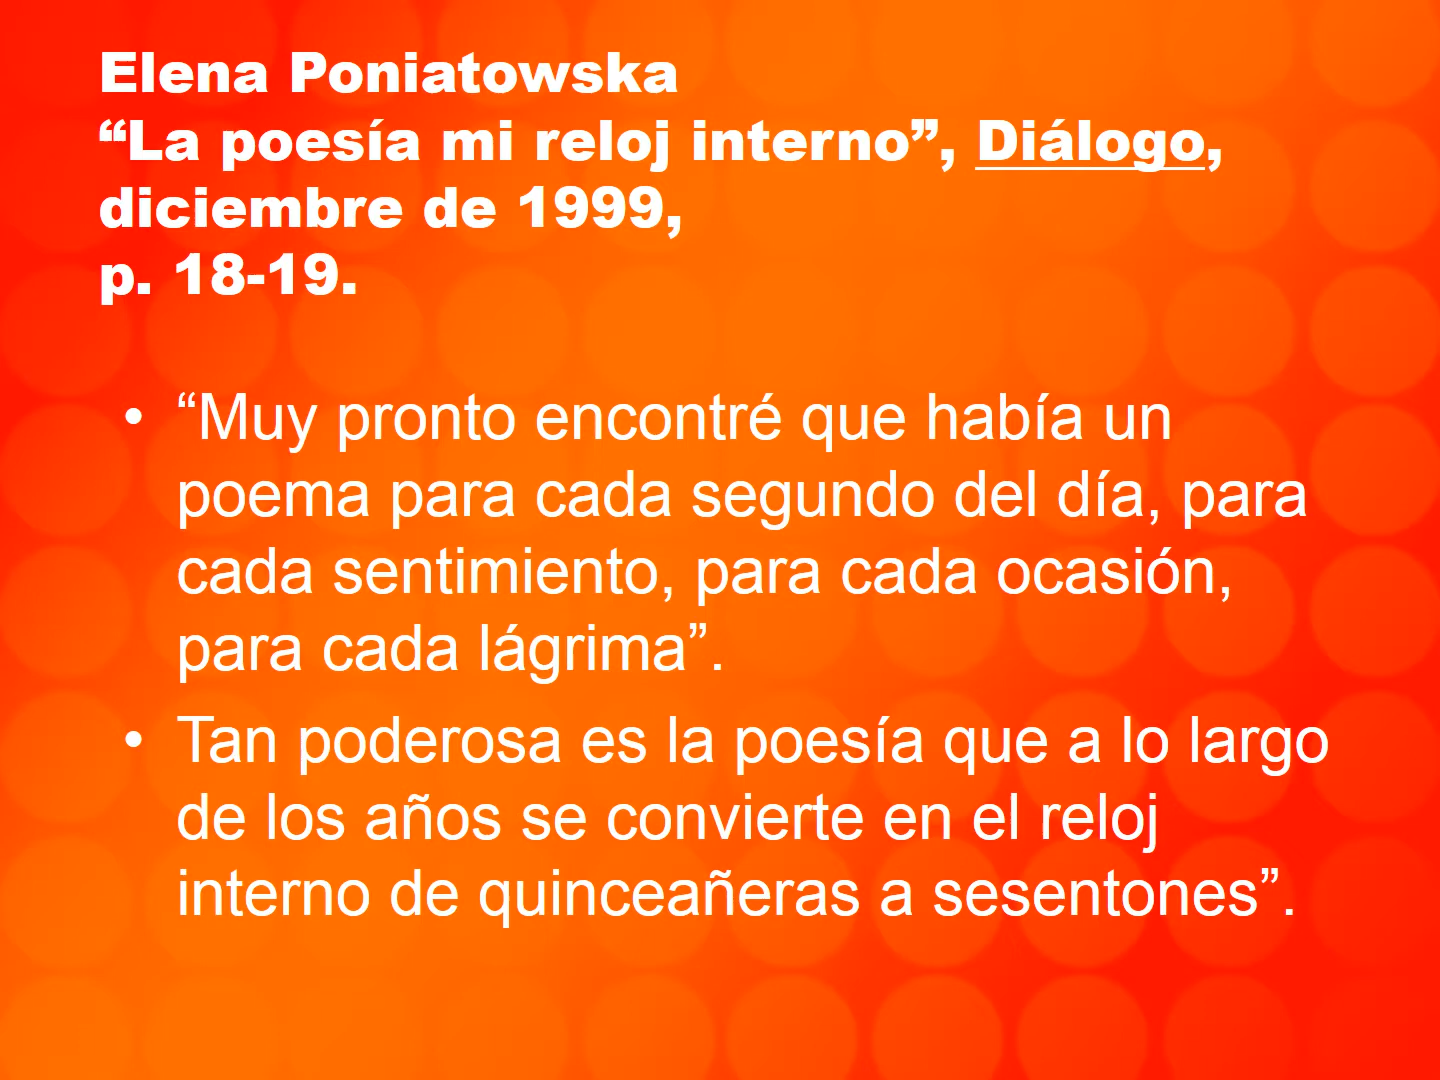 Elena Poniatowska
“La poesía mi reloj interno”, Diálogo,
diciembre de 1999,
p. 18-19.
• “Muy pronto encontré que había un
poema para cada segundo del día, para
cada sentimiento, para cada ocasión,
para cada lágrima”.
• Tan poderosa es la poesía que a lo largo
de los años se convierte en el reloj
interno de quinceañeras a sesentones”.